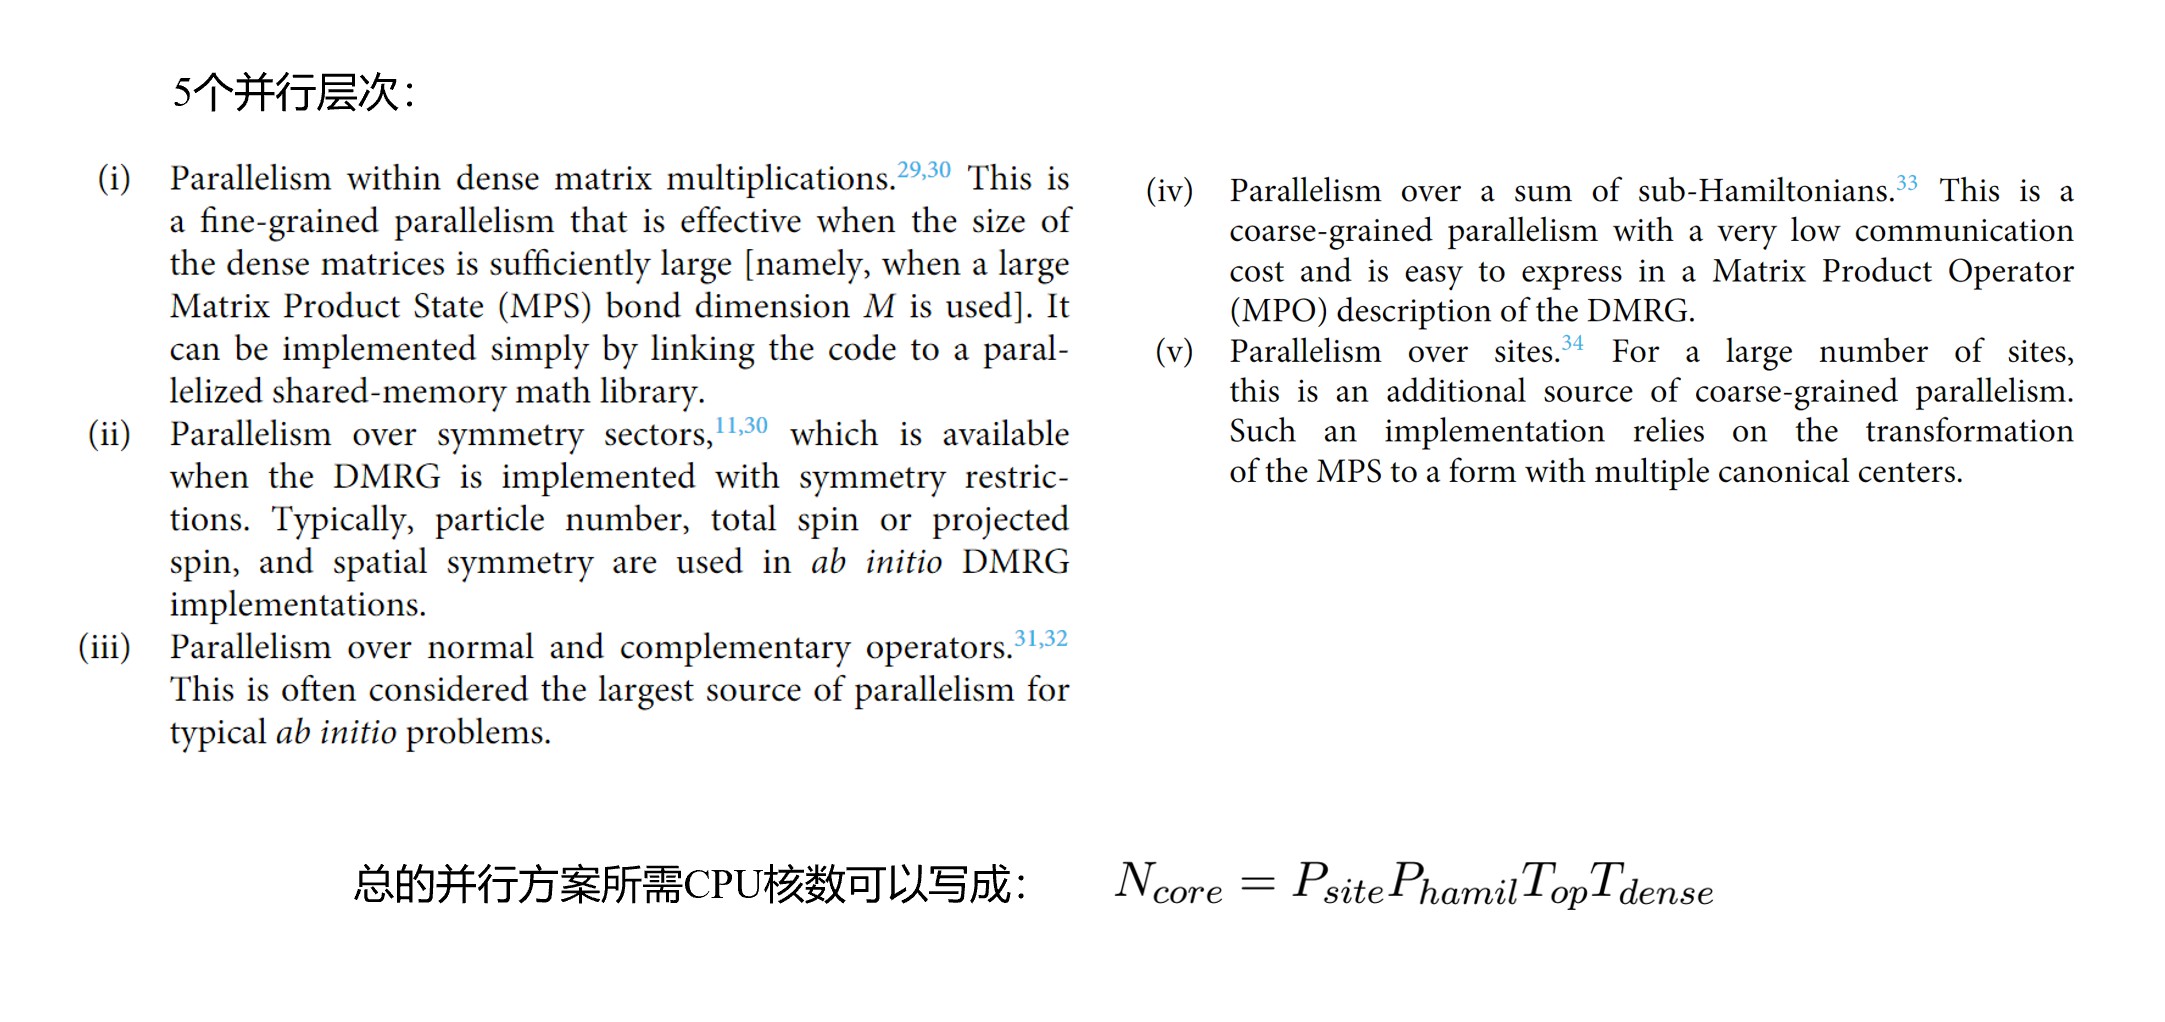 5个并行层次：
(i) Parallelism within dense matrix multiplications.29,30 This is
a fine-grained parallelism that is effective when the size of
the dense matrices is sufficiently large [namely, when a large
Matrix Product State (MPS) bond dimension M is used]. It
can be implemented simply by linking the code to a paral-
lelized shared-memory math library.
(ii) Parallelism over symmetry sectors,11,30 which is available
when the DMRG is implemented with symmetry restric-
tions. Typically, particle number, total spin or projected
spin, and spatial symmetry are used in ab initio DMRG
implementations.
(iii) Parallelism over normal and complementary operators.31,32
This is often considered the largest source of parallelism for
typical ab initio problems.
(iv) Parallelism over a sum of sub-Hamiltonians.33 This is a
coarse-grained parallelism with a very low communication
cost and is easy to express in a Matrix Product Operator
(MPO) description of the DMRG.
(v) Parallelism over sites.34 For a large number of sites,
this is an additional source of coarse-grained parallelism.
Such an implementation relies on the transformation
of the MPS to a form with multiple canonical centers.
总的并行方案所需CPU核数可以写成： N_{core} = P_{site}P_{hamil}T_{op}T_{dense}